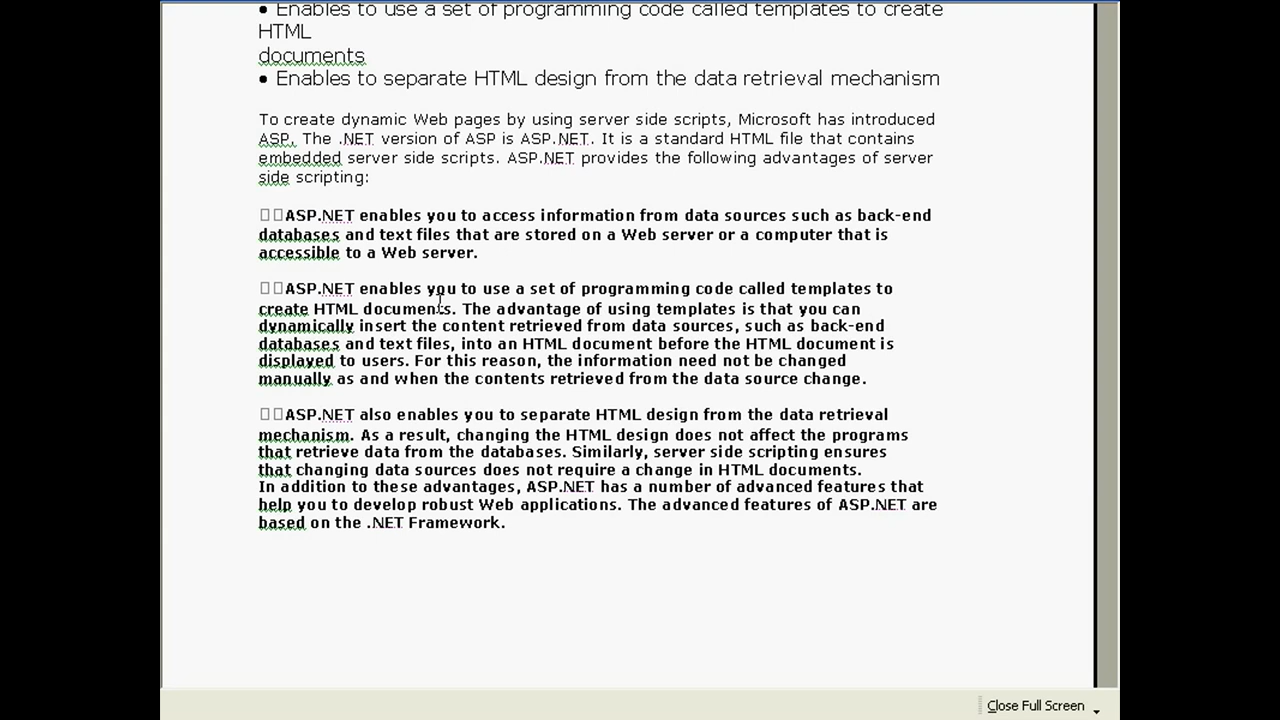 • Enables to use a set of programming code called templates to create
HTML
documents
• Enables to separate HTML design from the data retrieval mechanism
To create dynamic Web pages by using server side scripts, Microsoft has introduced
ASP. The .NET version of ASP is ASP.NET. It is a standard HTML file that contains
embedded server side scripts. ASP.NET provides the following advantages of server
side scripting:
ASP.NET enables you to access information from data sources such as back-end
databases and text files that are stored on a Web server or a computer that is
accessible to a Web server.
ASP.NET enables you to use a set of programming code called templates to
create HTML documents. The advantage of using templates is that you can
dynamically insert the content retrieved from data sources, such as back-end
databases and text files, into an HTML document before the HTML document is
displayed to users. For this reason, the information need not be changed
manually as and when the contents retrieved from the data source change.
ASP.NET also enables you to separate HTML design from the data retrieval
mechanism. As a result, changing the HTML design does not affect the programs
that retrieve data from the databases. Similarly, server side scripting ensures
that changing data sources does not require a change in HTML documents.
In addition to these advantages, ASP.NET has a number of advanced features that
help you to develop robust Web applications. The advanced features of ASP.NET are
based on the .NET Framework.
Close Full Screen